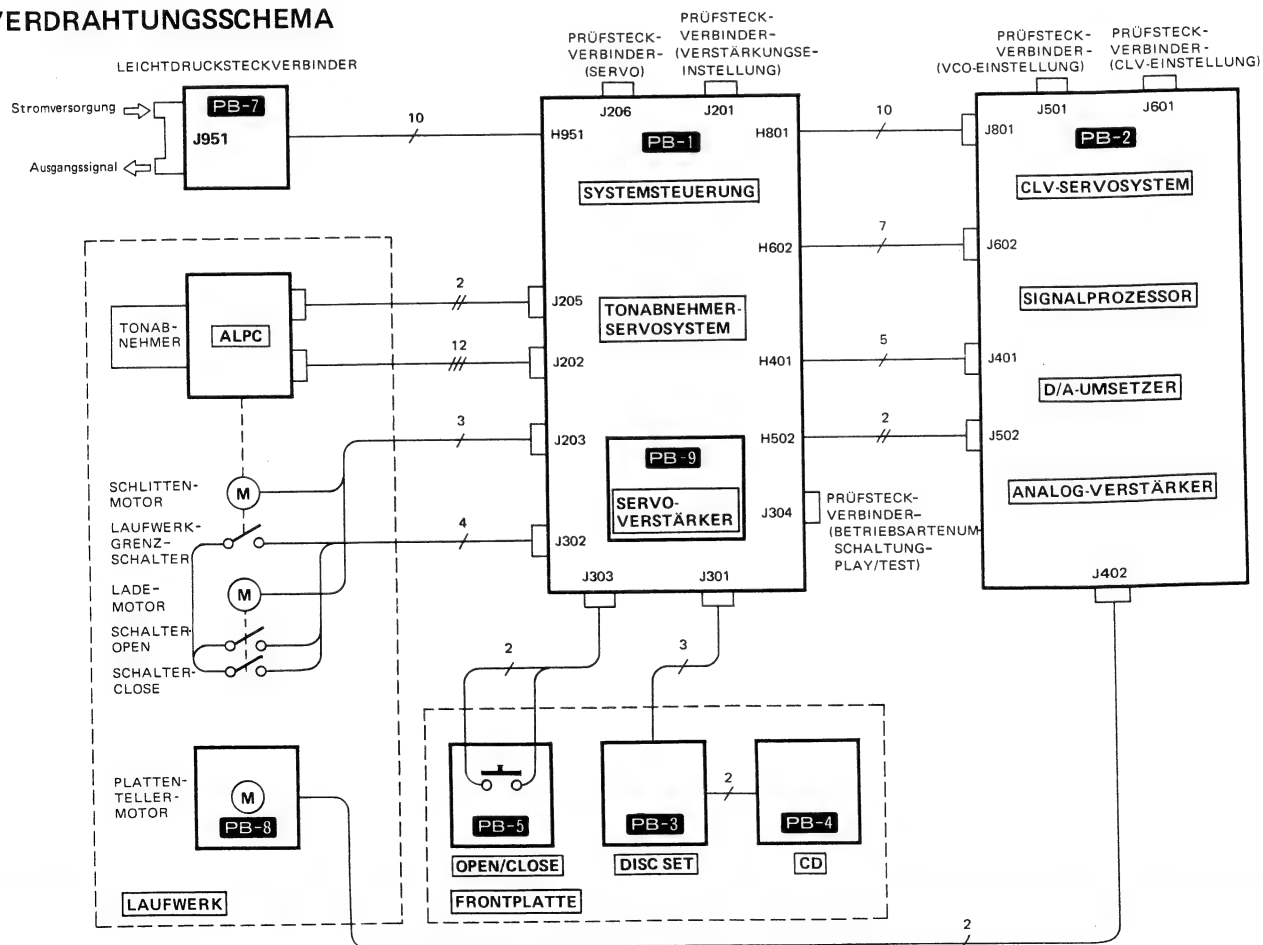 VERDRAHTUNGSSCHEMA
LEICHTDRUCKSTECKVERBINDER
Stromversorgung
PB-7
J951
Ausgangssignal
10
PRÜFSTECK-
VERBINDER-
(SERVO)
PRÜFSTECK-
VERBINDER-
(VERSTÄRKUNGSE-
INSTELLUNG)
J206
J201
H951
PB-1
H801
SYSTEMSTEUERUNG
H602
J205
TONABNEHMER-
SERVOSYSTEM
J202
H401
J203
H502
PB-9
SERVO-
VERSTÄRKER
J302
J304
J303
J301
PRÜFSTECK-
VERBINDER-
(BETRIEBSARTENUM
SCHALTUNG-
PLAY/TEST)
10
7
5
2
PRÜFSTECK-
VERBINDER-
(VCO-EINSTELLUNG)
PRÜFSTECK-
VERBINDER-
(CLV-EINSTELLUNG)
J501
J601
J801
PB-2
CLV-SERVOSYSTEM
J602
SIGNALPROZESSOR
J401
D/A-UMSETZER
J502
ANALOG-VERSTÄRKER
J402
TONAB-
NEHMER
ALPC
2
12
3
4
SCHLITTEN-
MOTOR
M
LAUFWERK-
GRENZ-
SCHALTER
LADE-
MOTOR
M
SCHALTER
OPEN
SCHALTER-
CLOSE
PLATTEN-
TELLER-
MOTOR
M
PB-8
LAUFWERK
2
3
PB-5
OPEN/CLOSE
PB-3
DISC SET
2
PB-4
CD
FRONTPLATTE
2